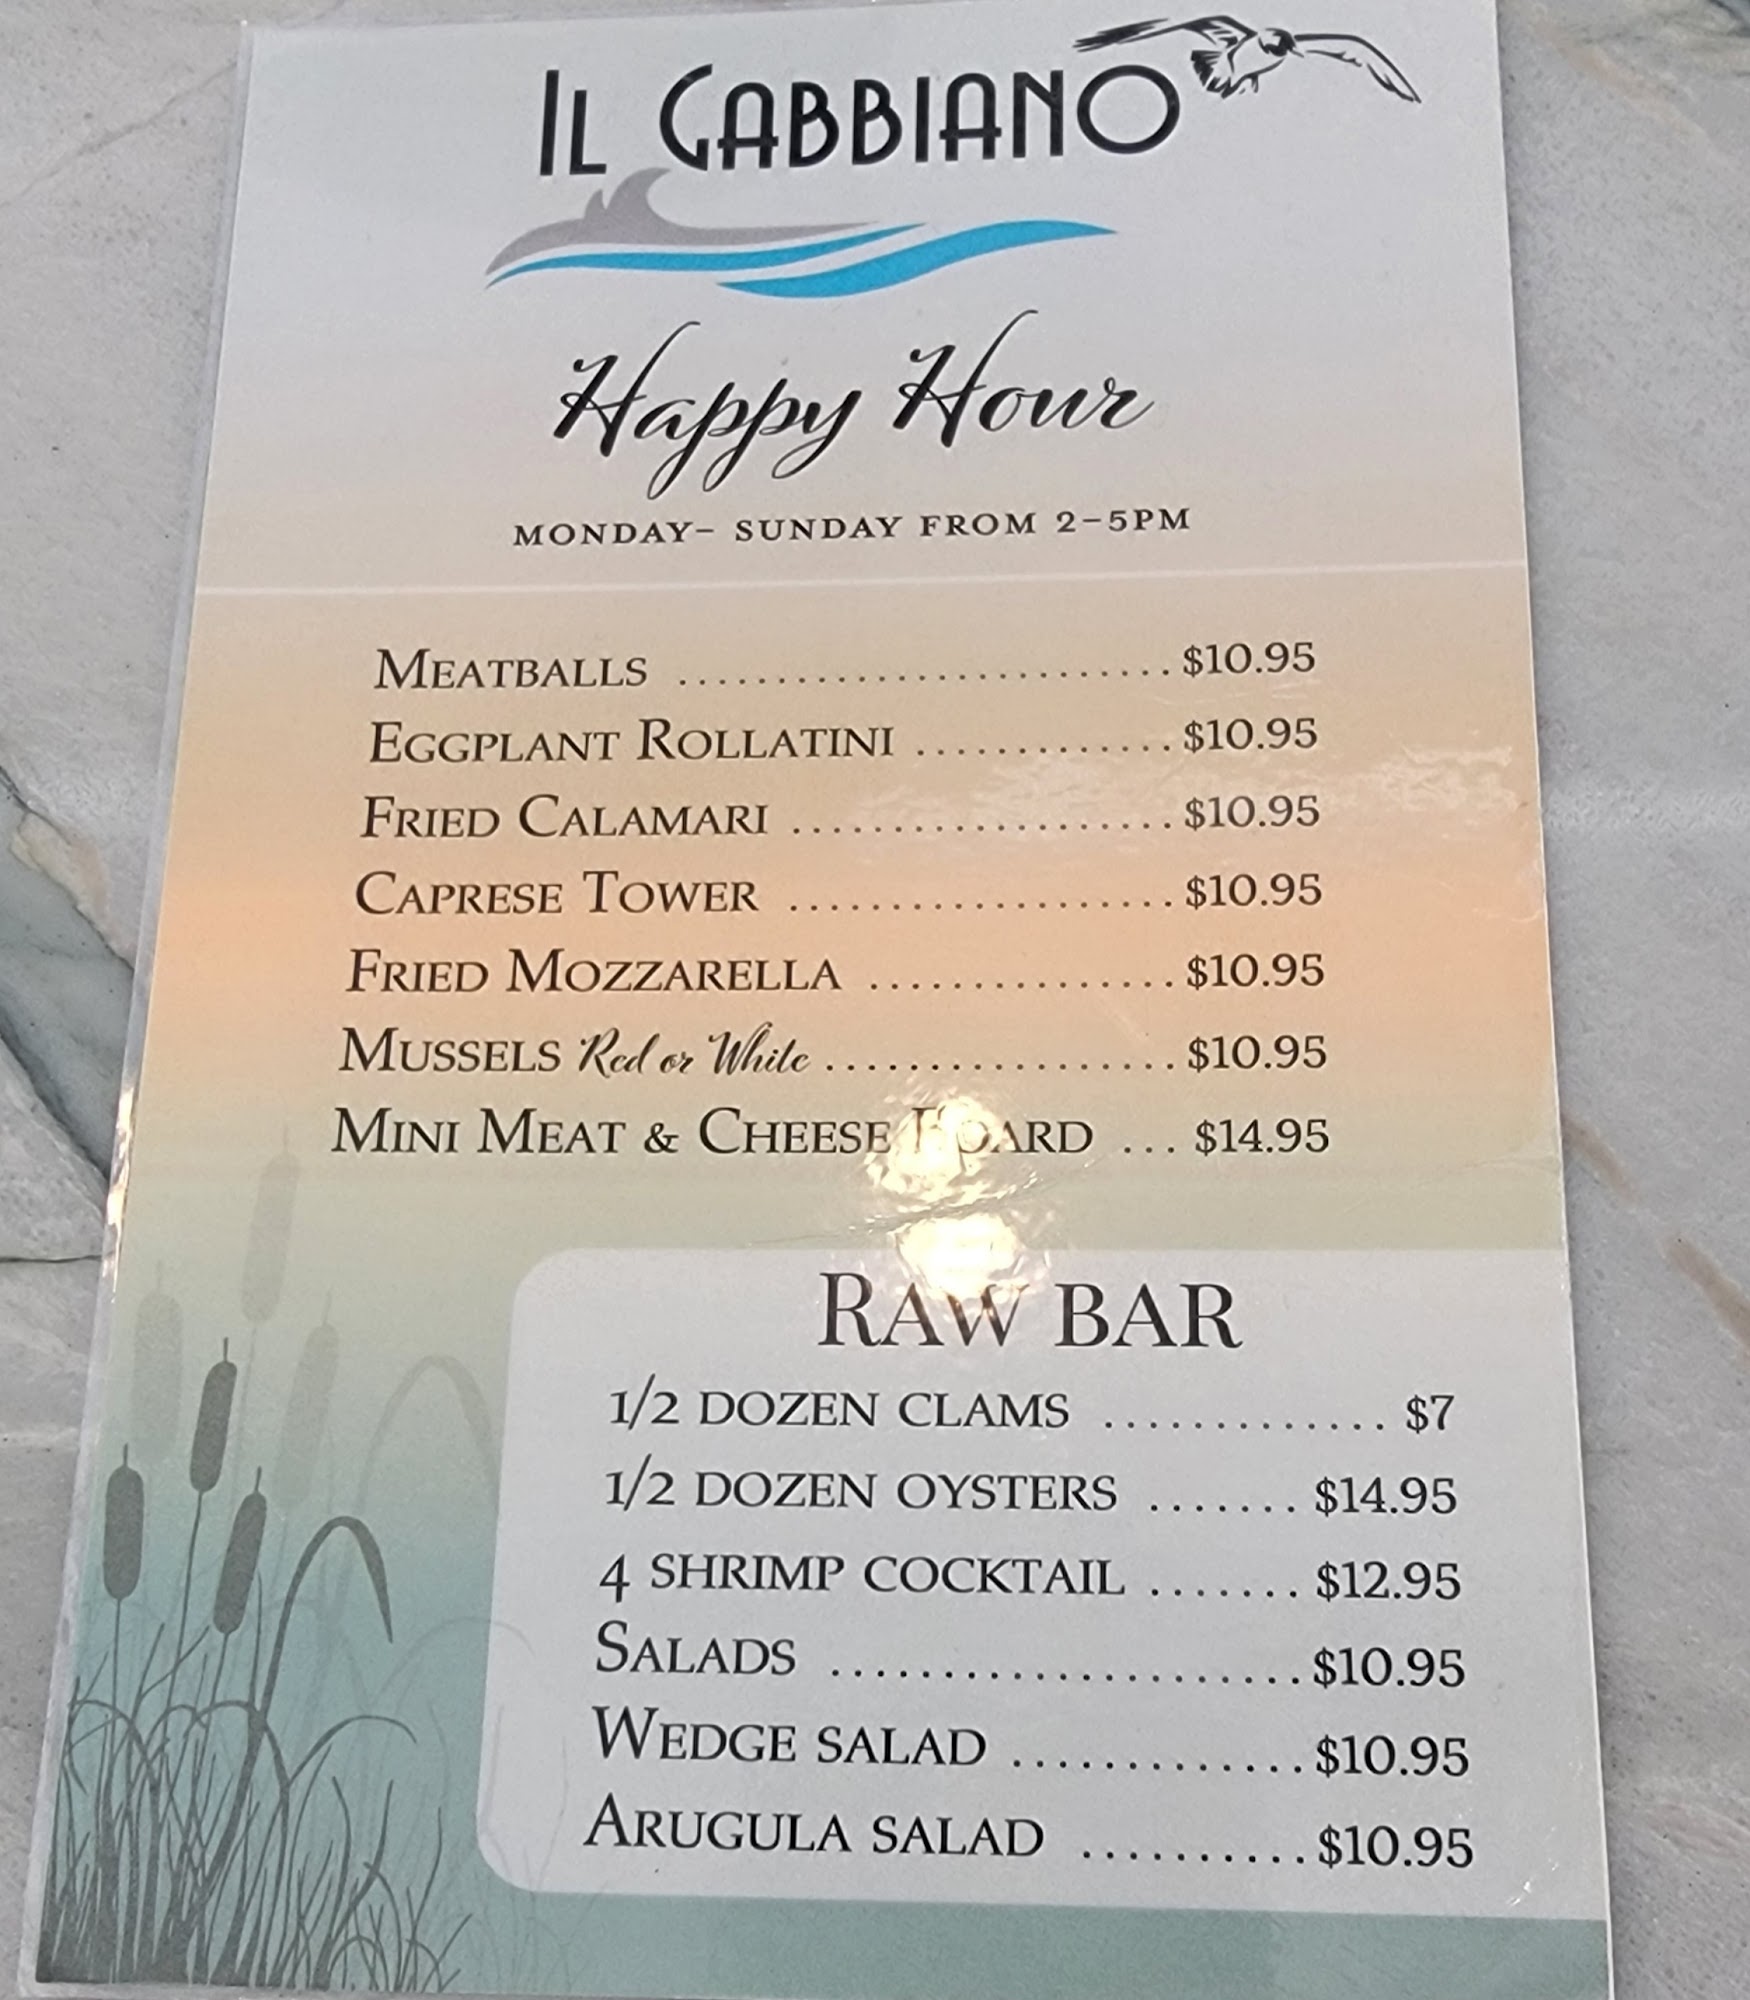 IL GABBIANO
Happy Hour
MONDAY– SUNDAY FROM 2–5PM
MEATBALLS ......................... $10.95
EGGPLANT ROLLATINI ............. $10.95
FRIED CALAMARI ................... $10.95
CAPRESE TOWER ................... $10.95
FRIED MOZZARELLA ............... $10.95
MUSSELS Red or White ................. $10.95
MINI MEAT & CHEESE BOARD ... $14.95
RAW BAR
1/2 DOZEN CLAMS ............. $7
1/2 DOZEN OYSTERS ....... $14.95
4 SHRIMP COCKTAIL ....... $12.95
SALADS ..................... $10.95
WEDGE SALAD ............. $10.95
ARUGULA SALAD .......... $10.95